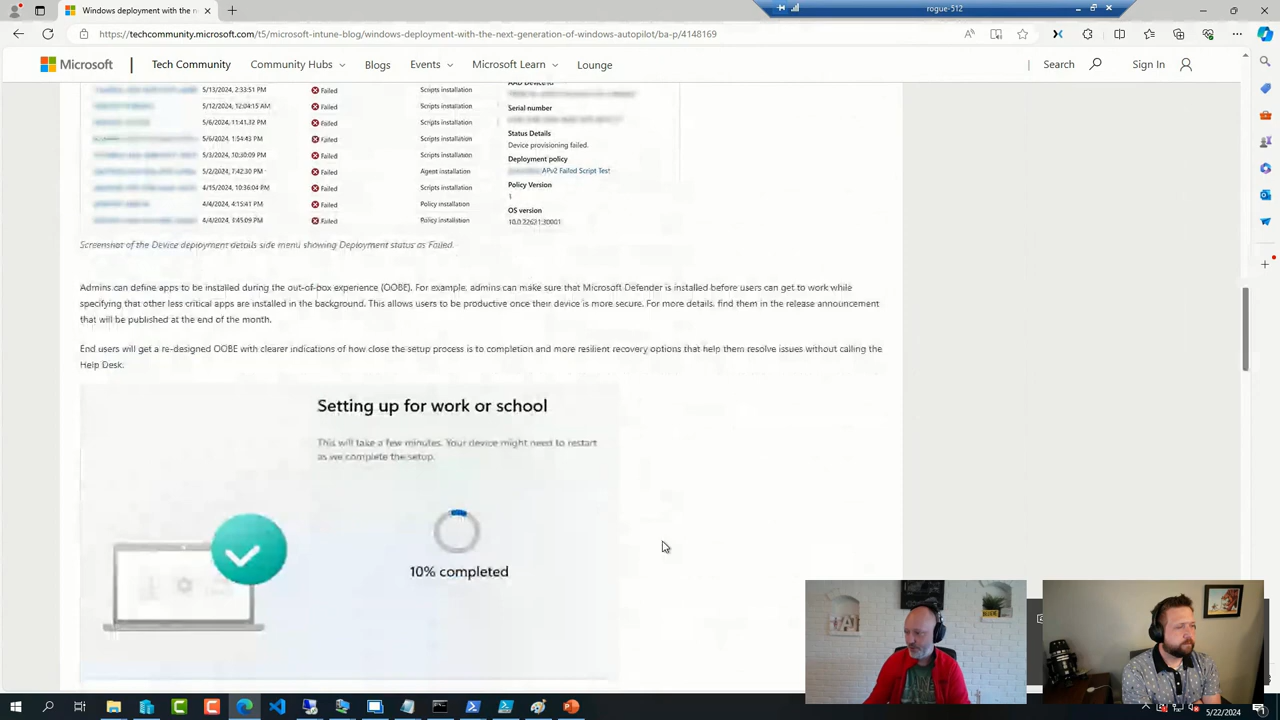 Windows deployment with the n
rogue-512
https://techcommunity.microsoft.com/t5/microsoft-intune-blog/windows-deployment-with-the-next-generation-of-windows-autopilot/ba-p/4148169
Microsoft Tech Community Community Hubs Blogs Events Microsoft Learn Lounge Search Sign In
5/13/2024, 2:33:51 PM Failed Scripts installation
5/12/2024, 12:04:15 AM Failed Scripts installation
5/6/2024, 11:41:32 PM Failed Scripts installation
5/6/2024, 1:54:43 PM Failed Scripts installation
5/3/2024, 10:30:09 PM Failed Scripts installation
5/2/2024, 7:42:30 PM Failed Agent installation
4/15/2024, 10:36:04 PM Failed Scripts installation
4/4/2024, 4:15:41 PM Failed Policy installation
4/4/2024, 3:45:09 PM Failed Policy installation
AAD Device id
Serial number
Status Details
Device provisioning failed.
Deployment policy
APv2 Failed Script Test
Policy Version
1
OS version
10.0.22631.30001
Screenshot of the Device deployment details side menu showing Deployment status as Failed.
Admins can define apps to be installed during the out-of-box experience (OOBE). For example, admins can make sure that Microsoft Defender is installed before users can get to work while
specifying that other less critical apps are installed in the background. This allows users to be productive once their device is more secure. For more details, find them in the release announcement
that will be published at the end of the month.
End users will get a re-designed OOBE with clearer indications of how close the setup process is to completion and more resilient recovery options that help them resolve issues without calling the
Help Desk.
Setting up for work or school
This will take a few minutes. Your device might need to restart
as we complete the setup.
10% completed
5/22/2024